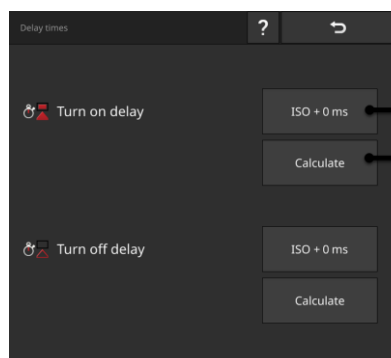 Delay times
?
Turn on delay
ISO + 0 ms
Calculate
Turn off delay
ISO + 0 ms
Calculate